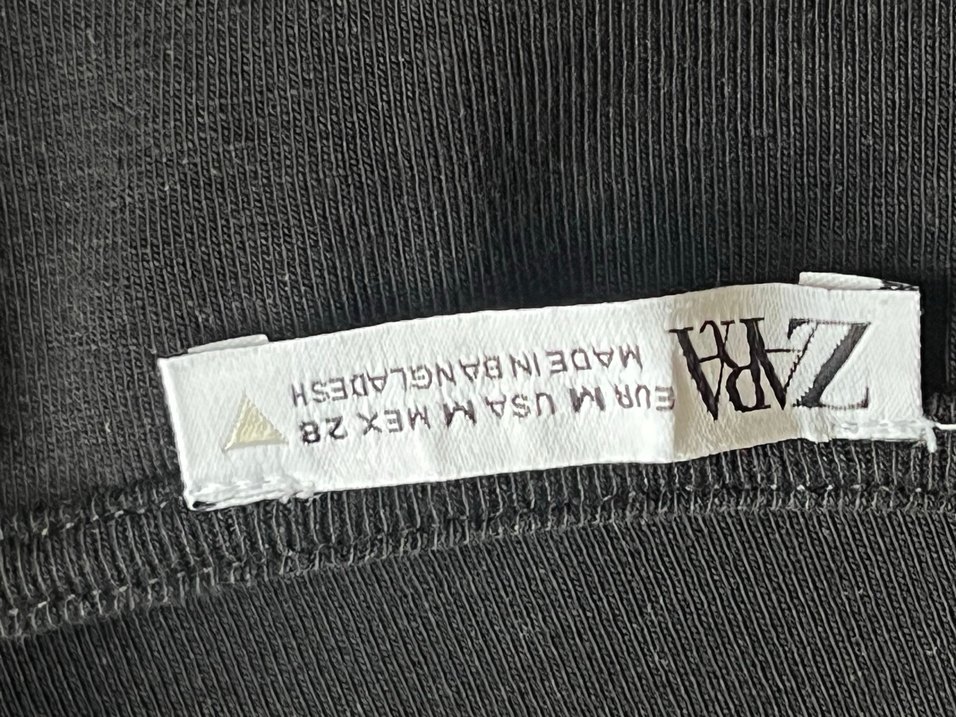 ZARA
EUR M USA M MEX 28
MADE IN BANGLADESH